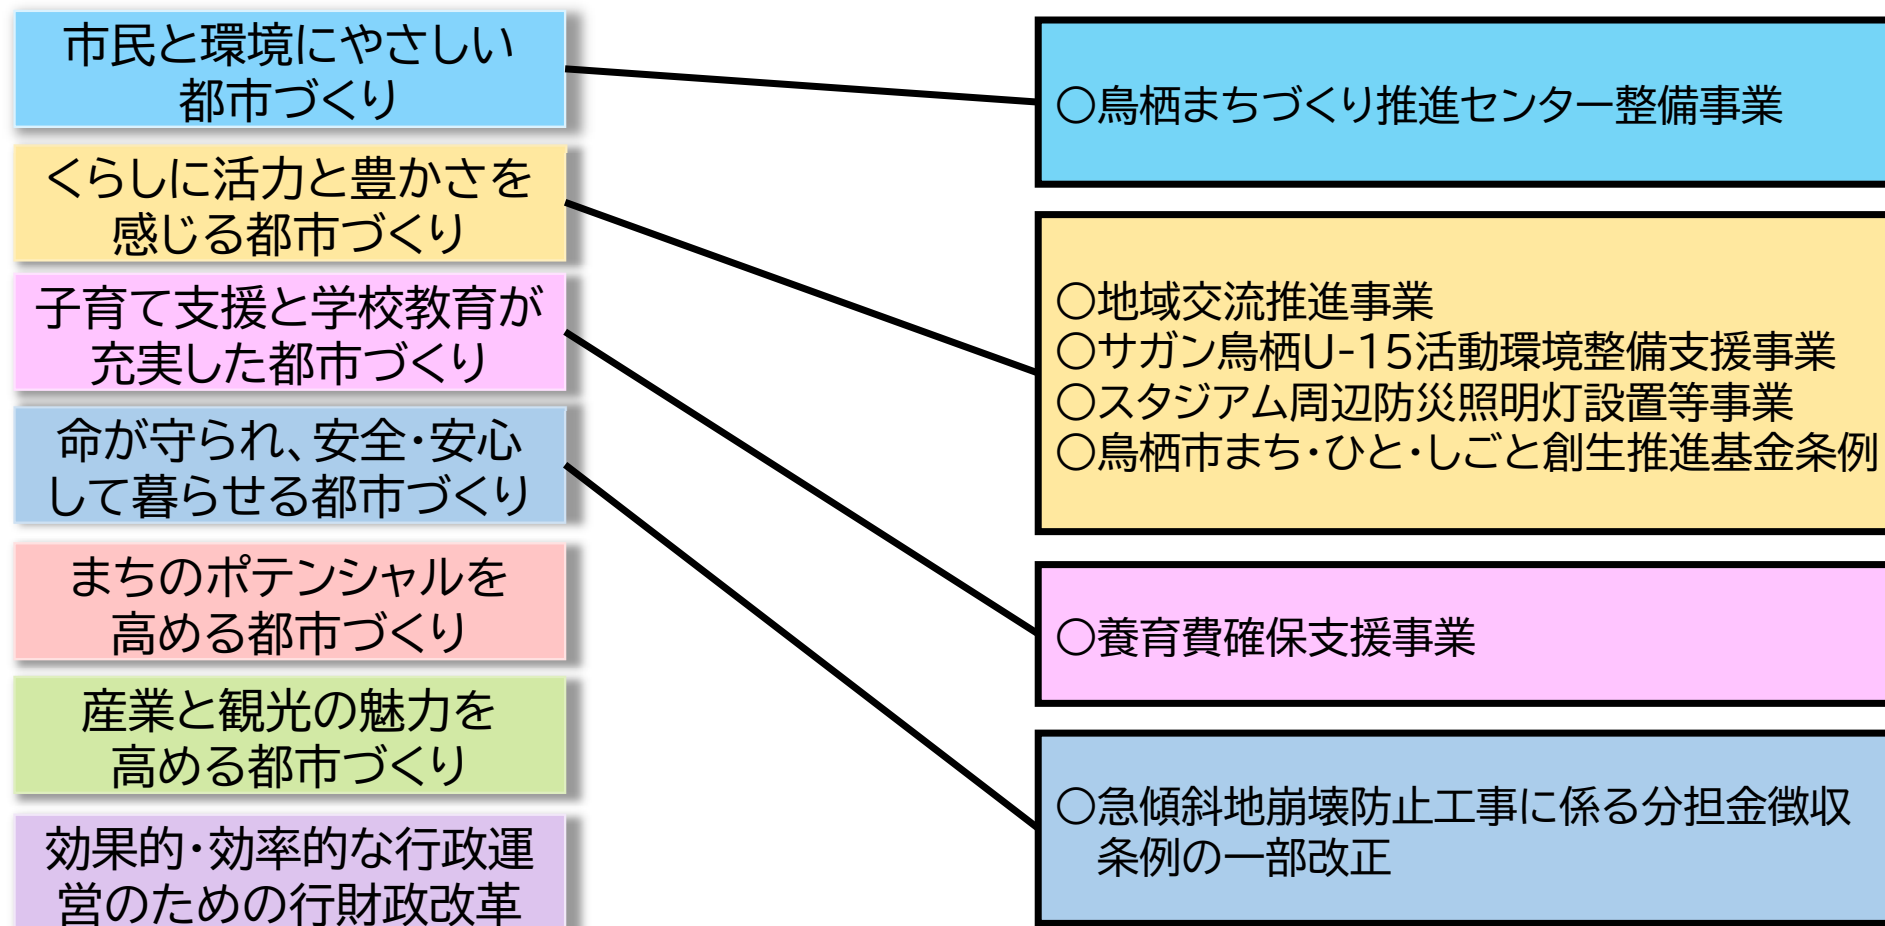 市民と環境にやさしい
都市づくり
くらしに活力と豊かさを
感じる都市づくり
子育て支援と学校教育が
充実した都市づくり
命が守られ、安全・安心
して暮らせる都市づくり
まちのポテンシャルを
高める都市づくり
産業と観光の魅力を
高める都市づくり
効果的・効率的な行政運
営のための行財政改革
○鳥栖まちづくり推進センター整備事業
○地域交流推進事業
○サガン鳥栖U-15活動環境整備支援事業
○スタジアム周辺防災照明灯設置等事業
○鳥栖市まち・ひと・しごと創生推進基金条例
○養育費確保支援事業
○急傾斜地崩壊防止工事に係る分担金徴収
条例の一部改正